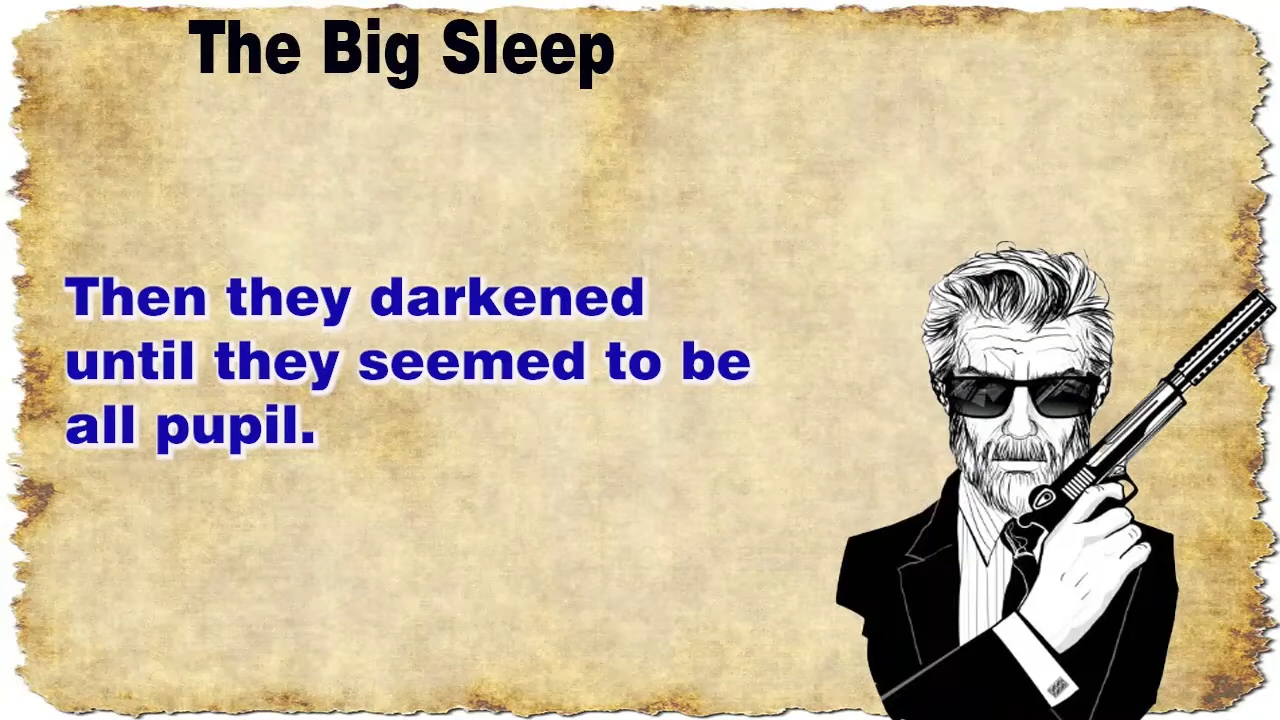 The Big Sleep
Then they darkened
until they seemed to be
all pupil.